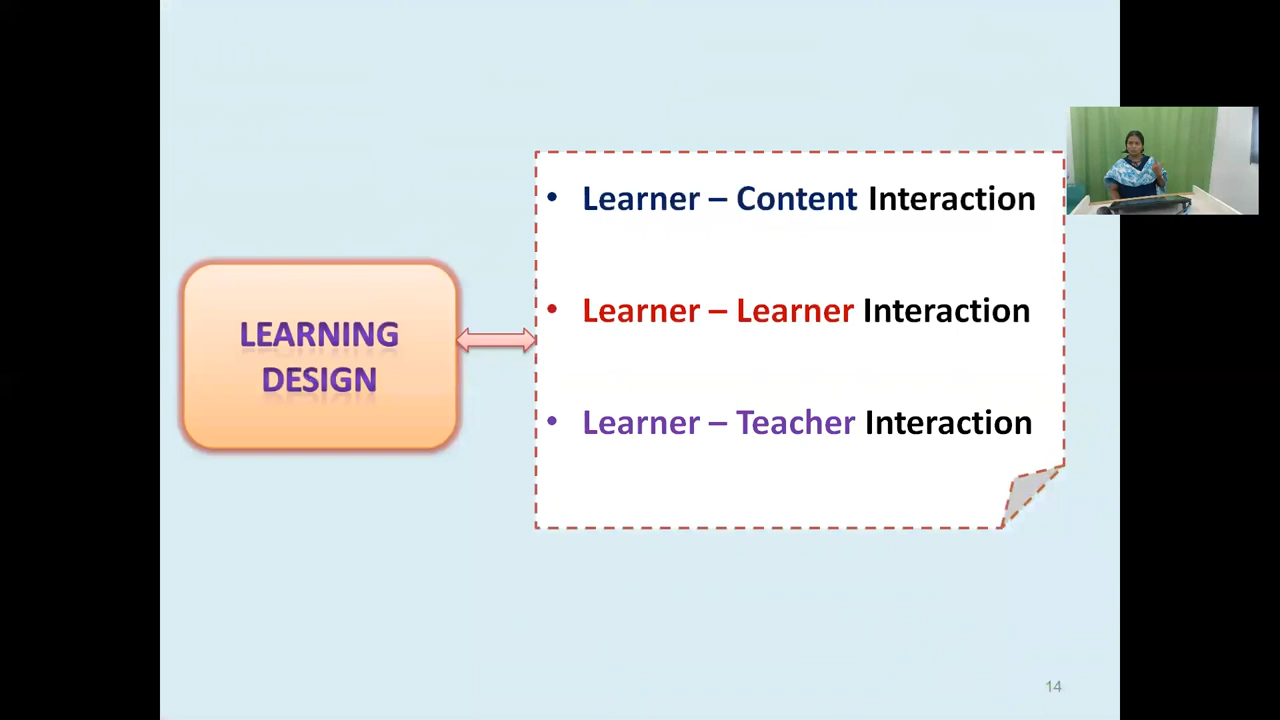 LEARNING
DESIGN
• Learner – Content Interaction
• Learner – Learner Interaction
• Learner – Teacher Interaction
14